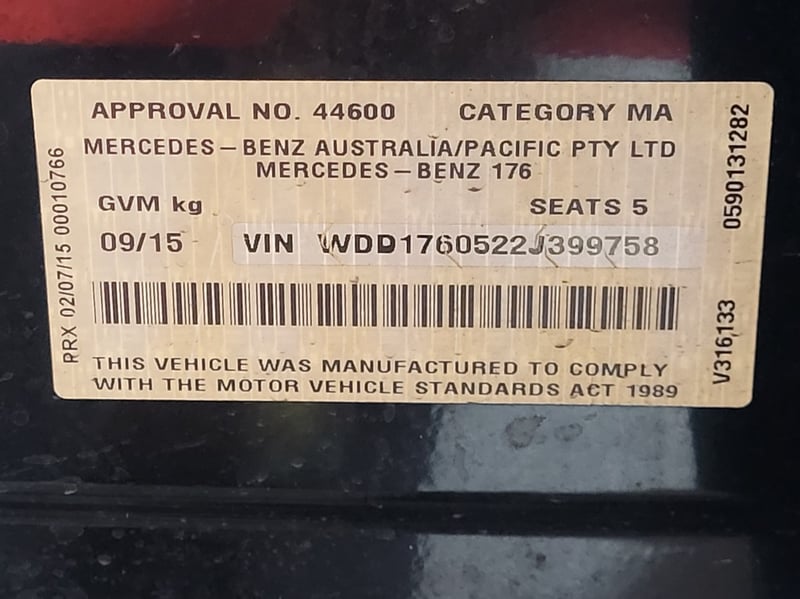 APPROVAL NO. 44600 CATEGORY MA
MERCEDES-BENZ AUSTRALIA/PACIFIC PTY LTD
MERCEDES-BENZ 176
GVM kg SEATS 5
09/15 VIN WDD1760522J399758
THIS VEHICLE WAS MANUFACTURED TO COMPLY
WITH THE MOTOR VEHICLE STANDARDS ACT 1989
PRX 02/07/15 00010766
0590131282
V316133